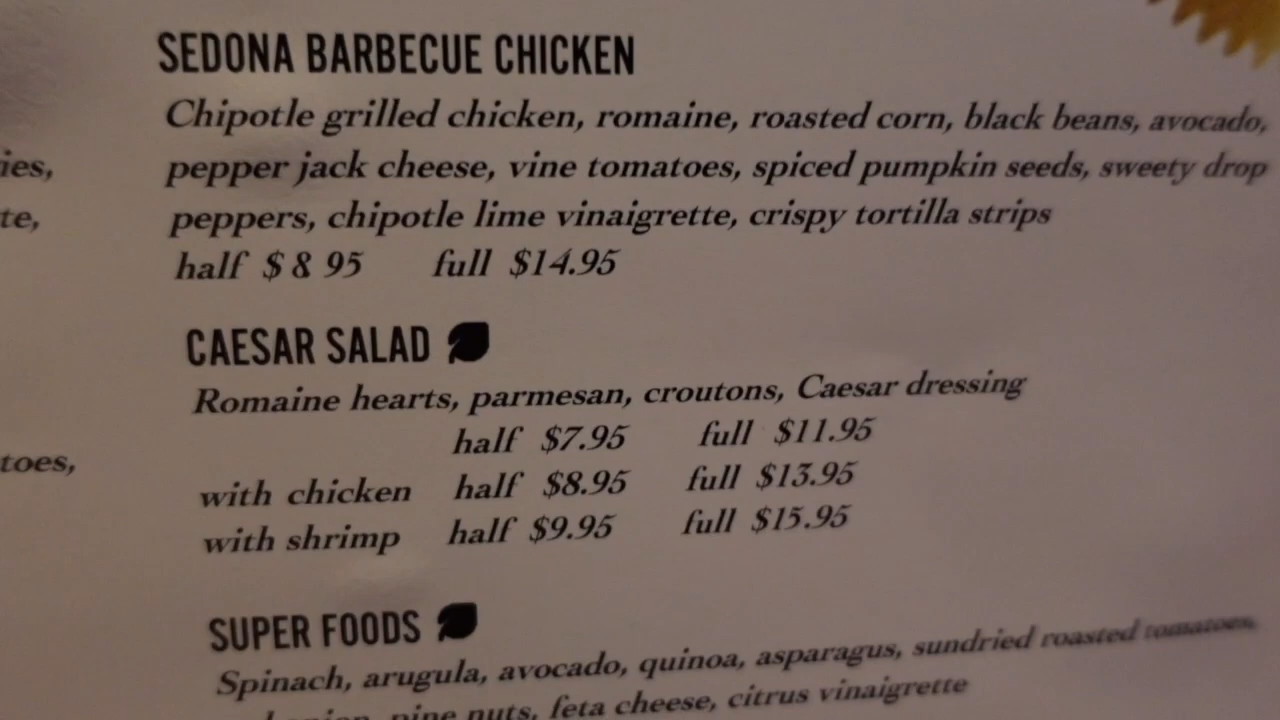 SEDONA BARBECUE CHICKEN
Chipotle grilled chicken, romaine, roasted corn, black beans, avocado,
pepper jack cheese, vine tomatoes, spiced pumpkin seeds, sweety drop
peppers, chipotle lime vinaigrette, crispy tortilla strips
half $8 95 full $14.95
ies,
te,
CAESAR SALAD
Romaine hearts, parmesan, croutons, Caesar dressing
half $7.95 full $11.95
with chicken half $8.95 full $13.95
with shrimp half $9.95 full $15.95
toes,
SUPER FOODS
Spinach, arugula, avocado, quinoa, asparagus, sundried roasted tomatoes,
pine nuts, feta cheese, citrus vinaigrette